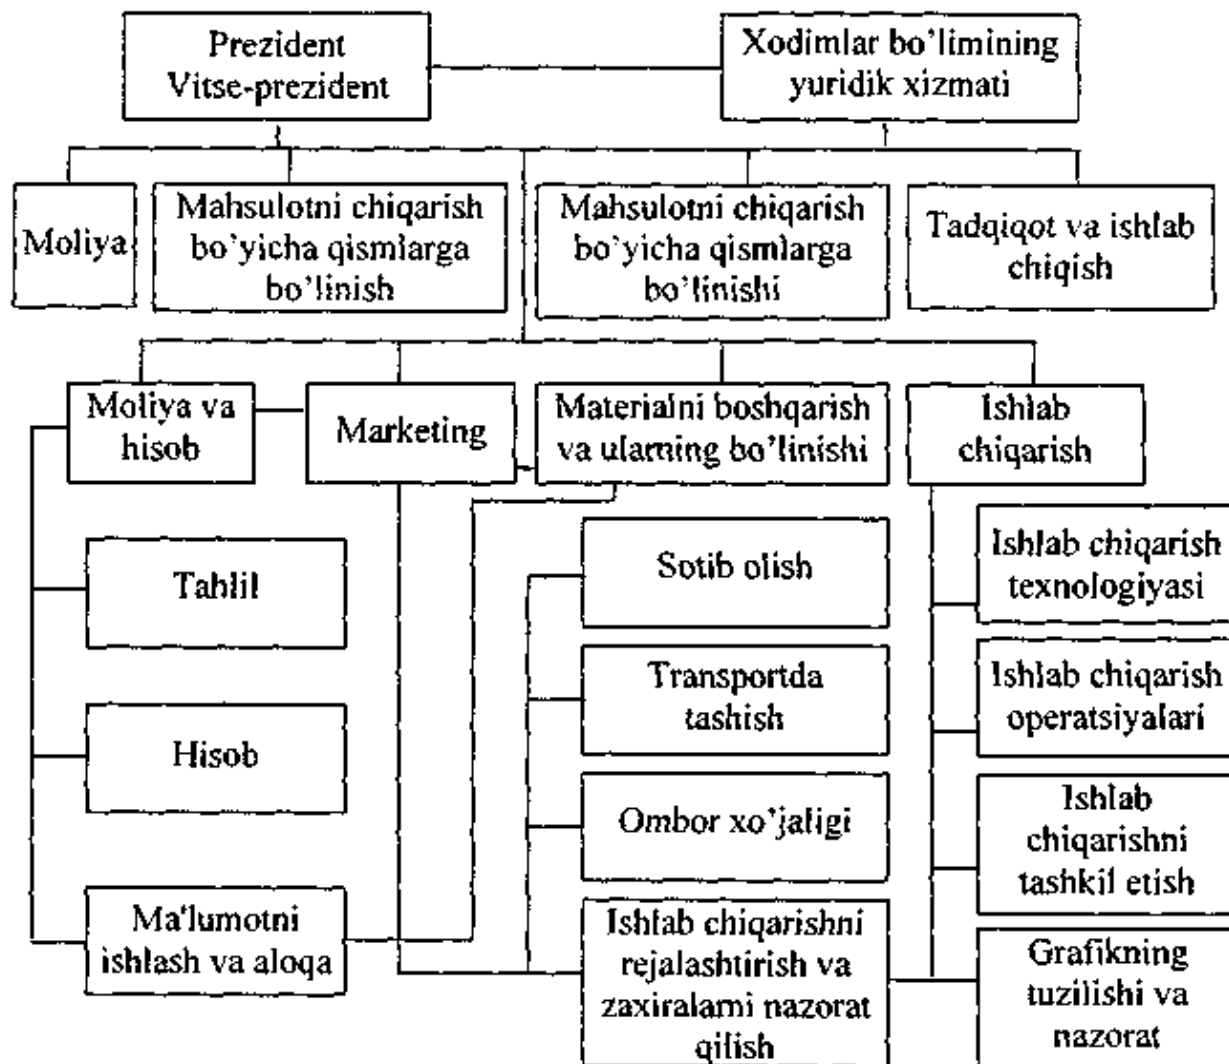 Prezident
Vitse-prezident
Xodimlar bo’limining
yuridik xizmati
Moliya
Mahsulotni chiqarish
bo’yicha qismlarga
bo’linish
Mahsulotni chiqarish
bo’yicha qismlarga
bo’linishi
Tadqiqot va ishlab
chiqish
Moliya va
hisob
Marketing
Materialni boshqarish
va ularning bo’linishi
Ishlab
chiqarish
Tahlil
Hisob
Ma’lumotni
ishlash va aloqa
Sotib olish
Transportda
tashish
Ombor xo’jaligi
Ishlab chiqarishni
rejalashtirish va
zaxiralarni nazorat
qilish
Ishlab chiqarish
texnologiyasi
Ishlab chiqarish
operatsiyalari
Ishlab
chiqarishni
tashkil etish
Grafikning
tuzilishi va
nazorat